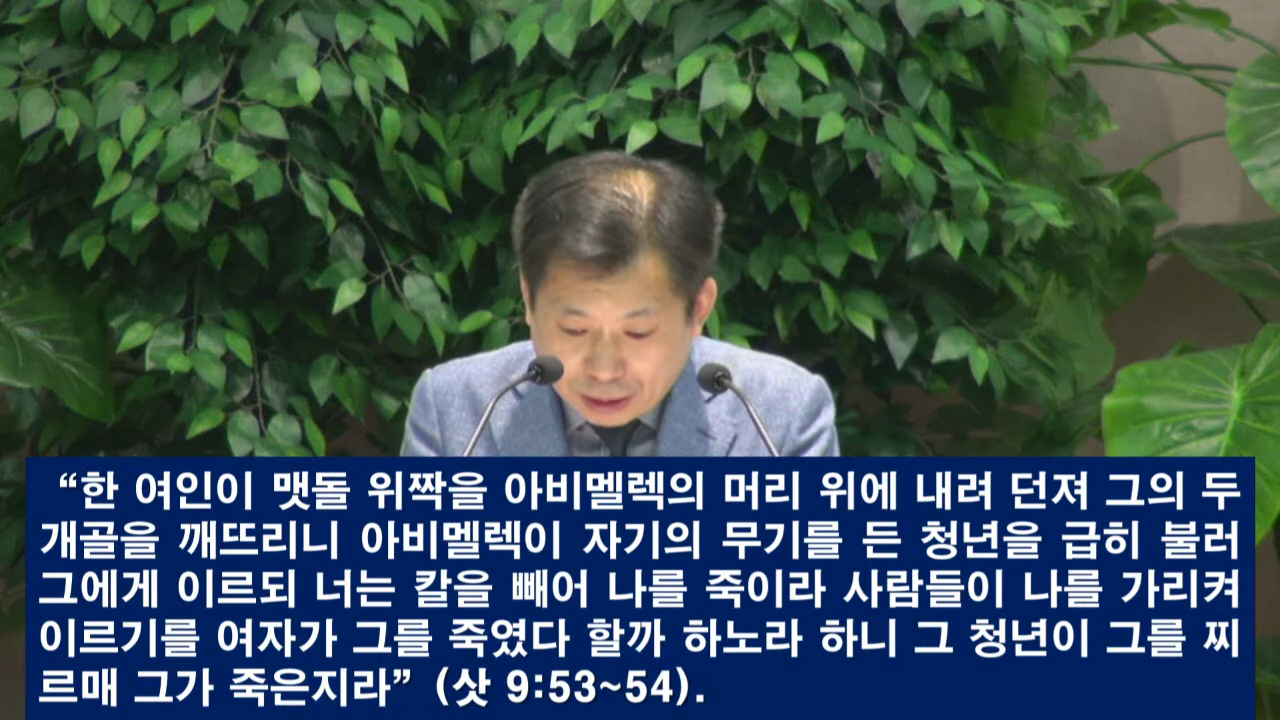 “한 여인이 맷돌 위짝을 아비멜렉의 머리 위에 내려 던져 그의 두
개골을 깨뜨리니 아비멜렉이 자기의 무기를 든 청년을 급히 불러
그에게 이르되 너는 칼을 빼어 나를 죽이라 사람들이 나를 가리켜
이르기를 여자가 그를 죽였다 할까 하노라 하니 그 청년이 그를 찌
르매 그가 죽은지라” (삿 9:53~54).